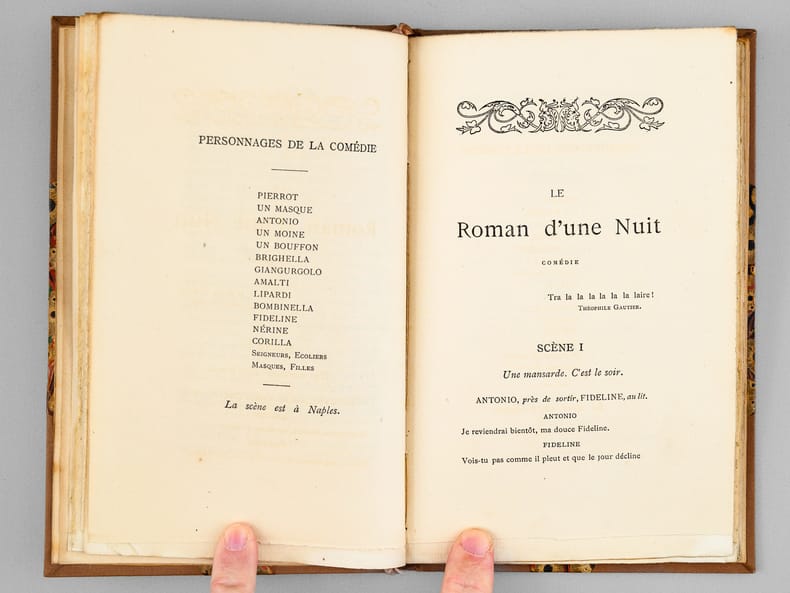 PERSONNAGES DE LA COMÉDIE
PIERROT
UN MASQUE
ANTONIO
UN MOINE
UN BOUFFON
BRIGHELLA
GIANGURGOLO
AMALTI
LIPARDI
BOMBINELLA
FIDELINE
NÉRINE
CORILLA
SEIGNEURS, ECOLIERS
MASQUES, FILLES
La scène est à Naples.
LE
Roman d'une Nuit
COMÉDIE
Tra la la la la la la laire!
THÉOPHILE GAUTIER.
SCÈNE I
Une mansarde. C'est le soir.
ANTONIO, près de sortir, FIDELINE, au lit.
ANTONIO
Je reviendrai bientôt, ma douce Fideline.
FIDELINE
Vois-tu pas comme il pleut et que le jour décline